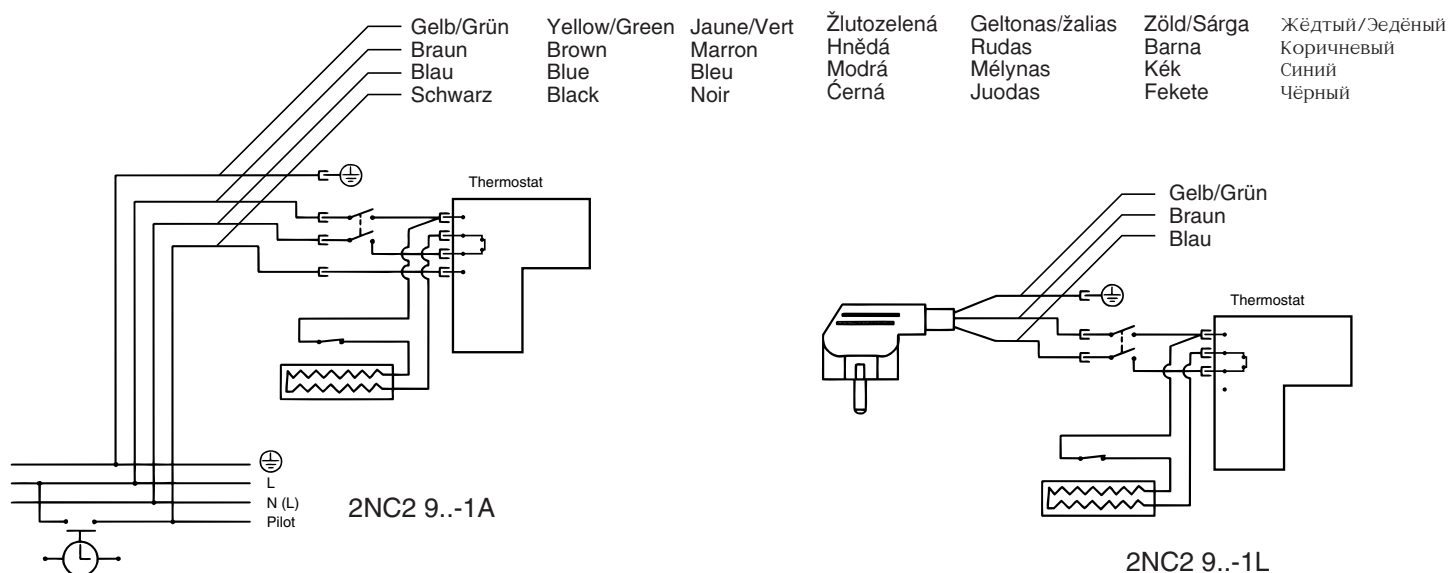 Gelb/Grün Yellow/Green Jaune/Vert Žlutozelená Geltonas/žalias Zöld/Sárga Жёдтый/Эедёный
Braun Brown Marron Hnědá Rudas Barna Коричневый
Blau Blue Bleu Modrá Mélynas Kék Синий
Schwarz Black Noir Ćerná Juodas Fekete Чёрный
Thermostat
L
N (L)
Pilot
2NC2 9..-1A
Gelb/Grün
Braun
Blau
Thermostat
2NC2 9..-1L